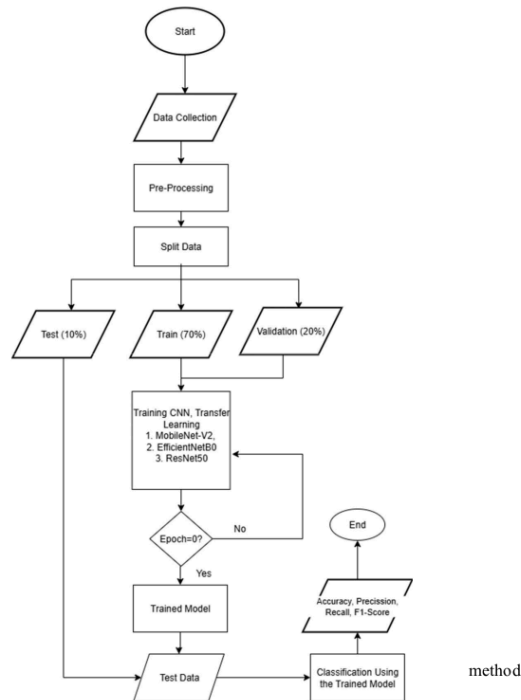 Start
Data Collection
Pre-Processing
Split Data
Test (10%)
Train (70%)
Validation (20%)
Training CNN, Transfer
Learning
1. MobileNet-V2,
2. EfficientNetB0
3. ResNet50
Epoch=0?
No
Yes
Trained Model
Test Data
Classification Using
the Trained Model
Accuracy, Precission,
Recall, F1-Score
End
method